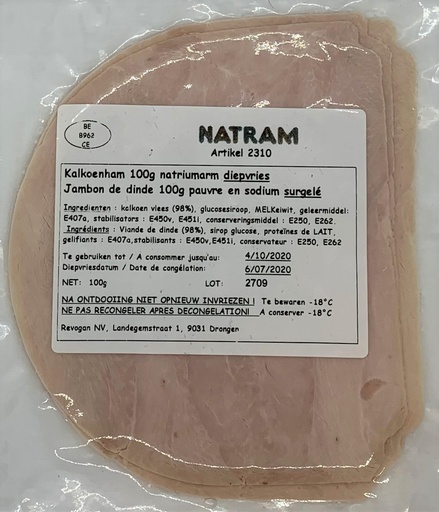 BE
B962
CE
NATRAM
Artikel 2310
Kalkoenham 100g natriumarm diepvries
Jambon de dinde 100g pauvre en sodium surgelé
Ingredienten : kalkoen vlees (98%), glucosesiroop, MELKeiwit, geleermiddel:
E407a, stabilisators : E450v, E451i, conserveringsmiddel : E250, E262.
Ingrédients : Viande de dinde (98%), sirop glucose, protéines de LAIT,
gelifiants : E407a,stabilisants : E450v,E451i, conservateur : E250, E262
Te gebruiken tot / A consommer jusqu'au: 4/10/2020
Diepvriesdatum / Date de congélation: 6/07/2020
NET: 100g LOT: 2709
NA ONTDOOIING NIET OPNIEUW INVRIEZEN ! Te bewaren -18°C
NE PAS RECONGELER APRES DECONGELATION! A conserver -18°C
Revogan NV, Landegemstraat 1, 9031 Drongen